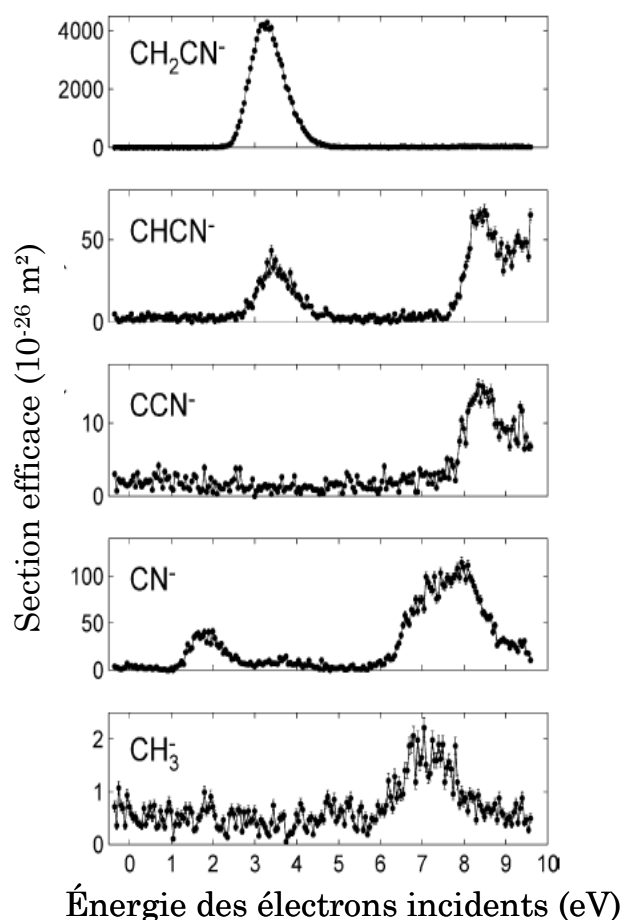 Section efficace (10⁻²⁶ m²)
4000
2000
0
CH₂CN⁻
50
0
CHCN⁻
10
0
CCN⁻
100
50
0
CN⁻
2
1
0
CH₃⁻
0 1 2 3 4 5 6 7 8 9 10
Énergie des électrons incidents (eV)